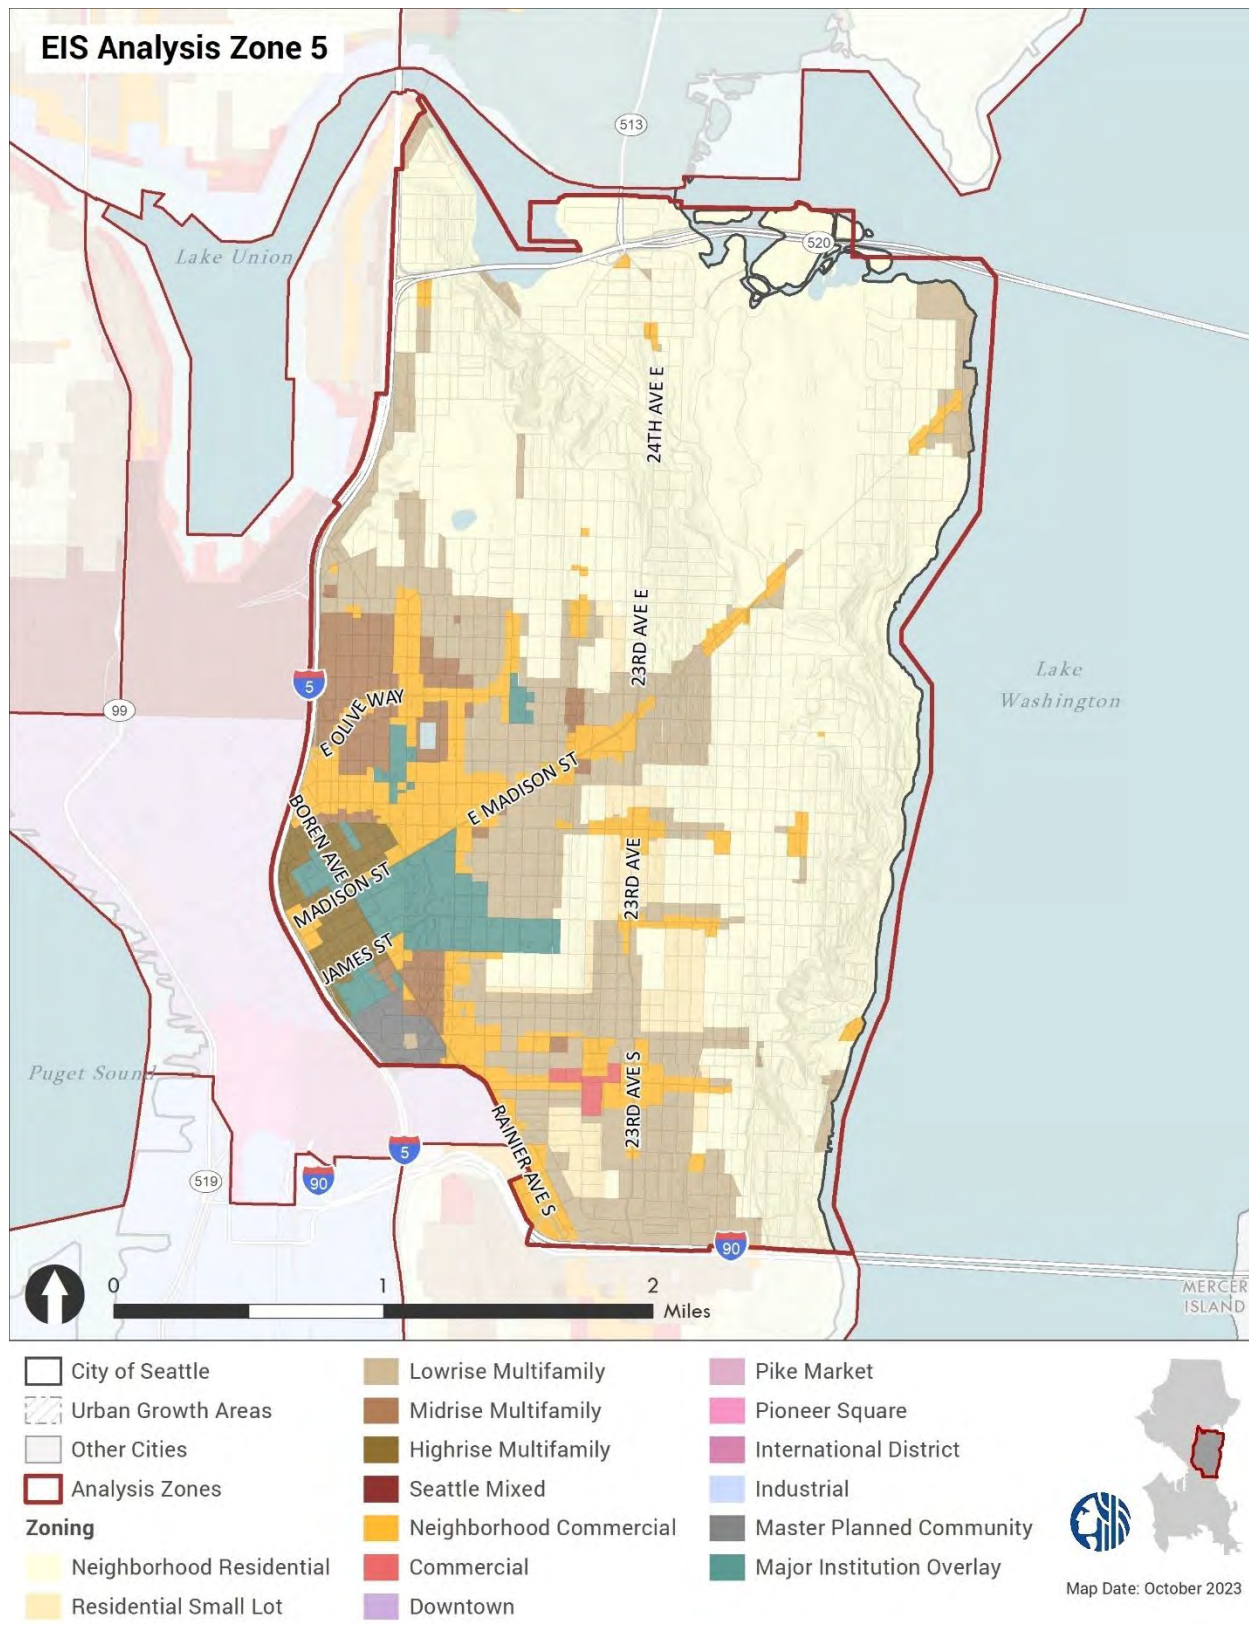 EIS Analysis Zone 5
513
520
Lake Union
24TH AVE E
23RD AVE E
Lake
Washington
5
99
E OLIVE WAY
E MADISON ST
BOREN AVE
MADISON ST
23RD AVE
JAMES ST
Puget Sound
23RD AVE S
RAINIER AVE S
5
519
90
90
MERCER
ISLAND
0
1
2
Miles
City of Seattle
Urban Growth Areas
Other Cities
Analysis Zones
Zoning
Neighborhood Residential
Residential Small Lot
Lowrise Multifamily
Midrise Multifamily
Highrise Multifamily
Seattle Mixed
Neighborhood Commercial
Commercial
Downtown
Pike Market
Pioneer Square
International District
Industrial
Master Planned Community
Major Institution Overlay
Map Date: October 2023